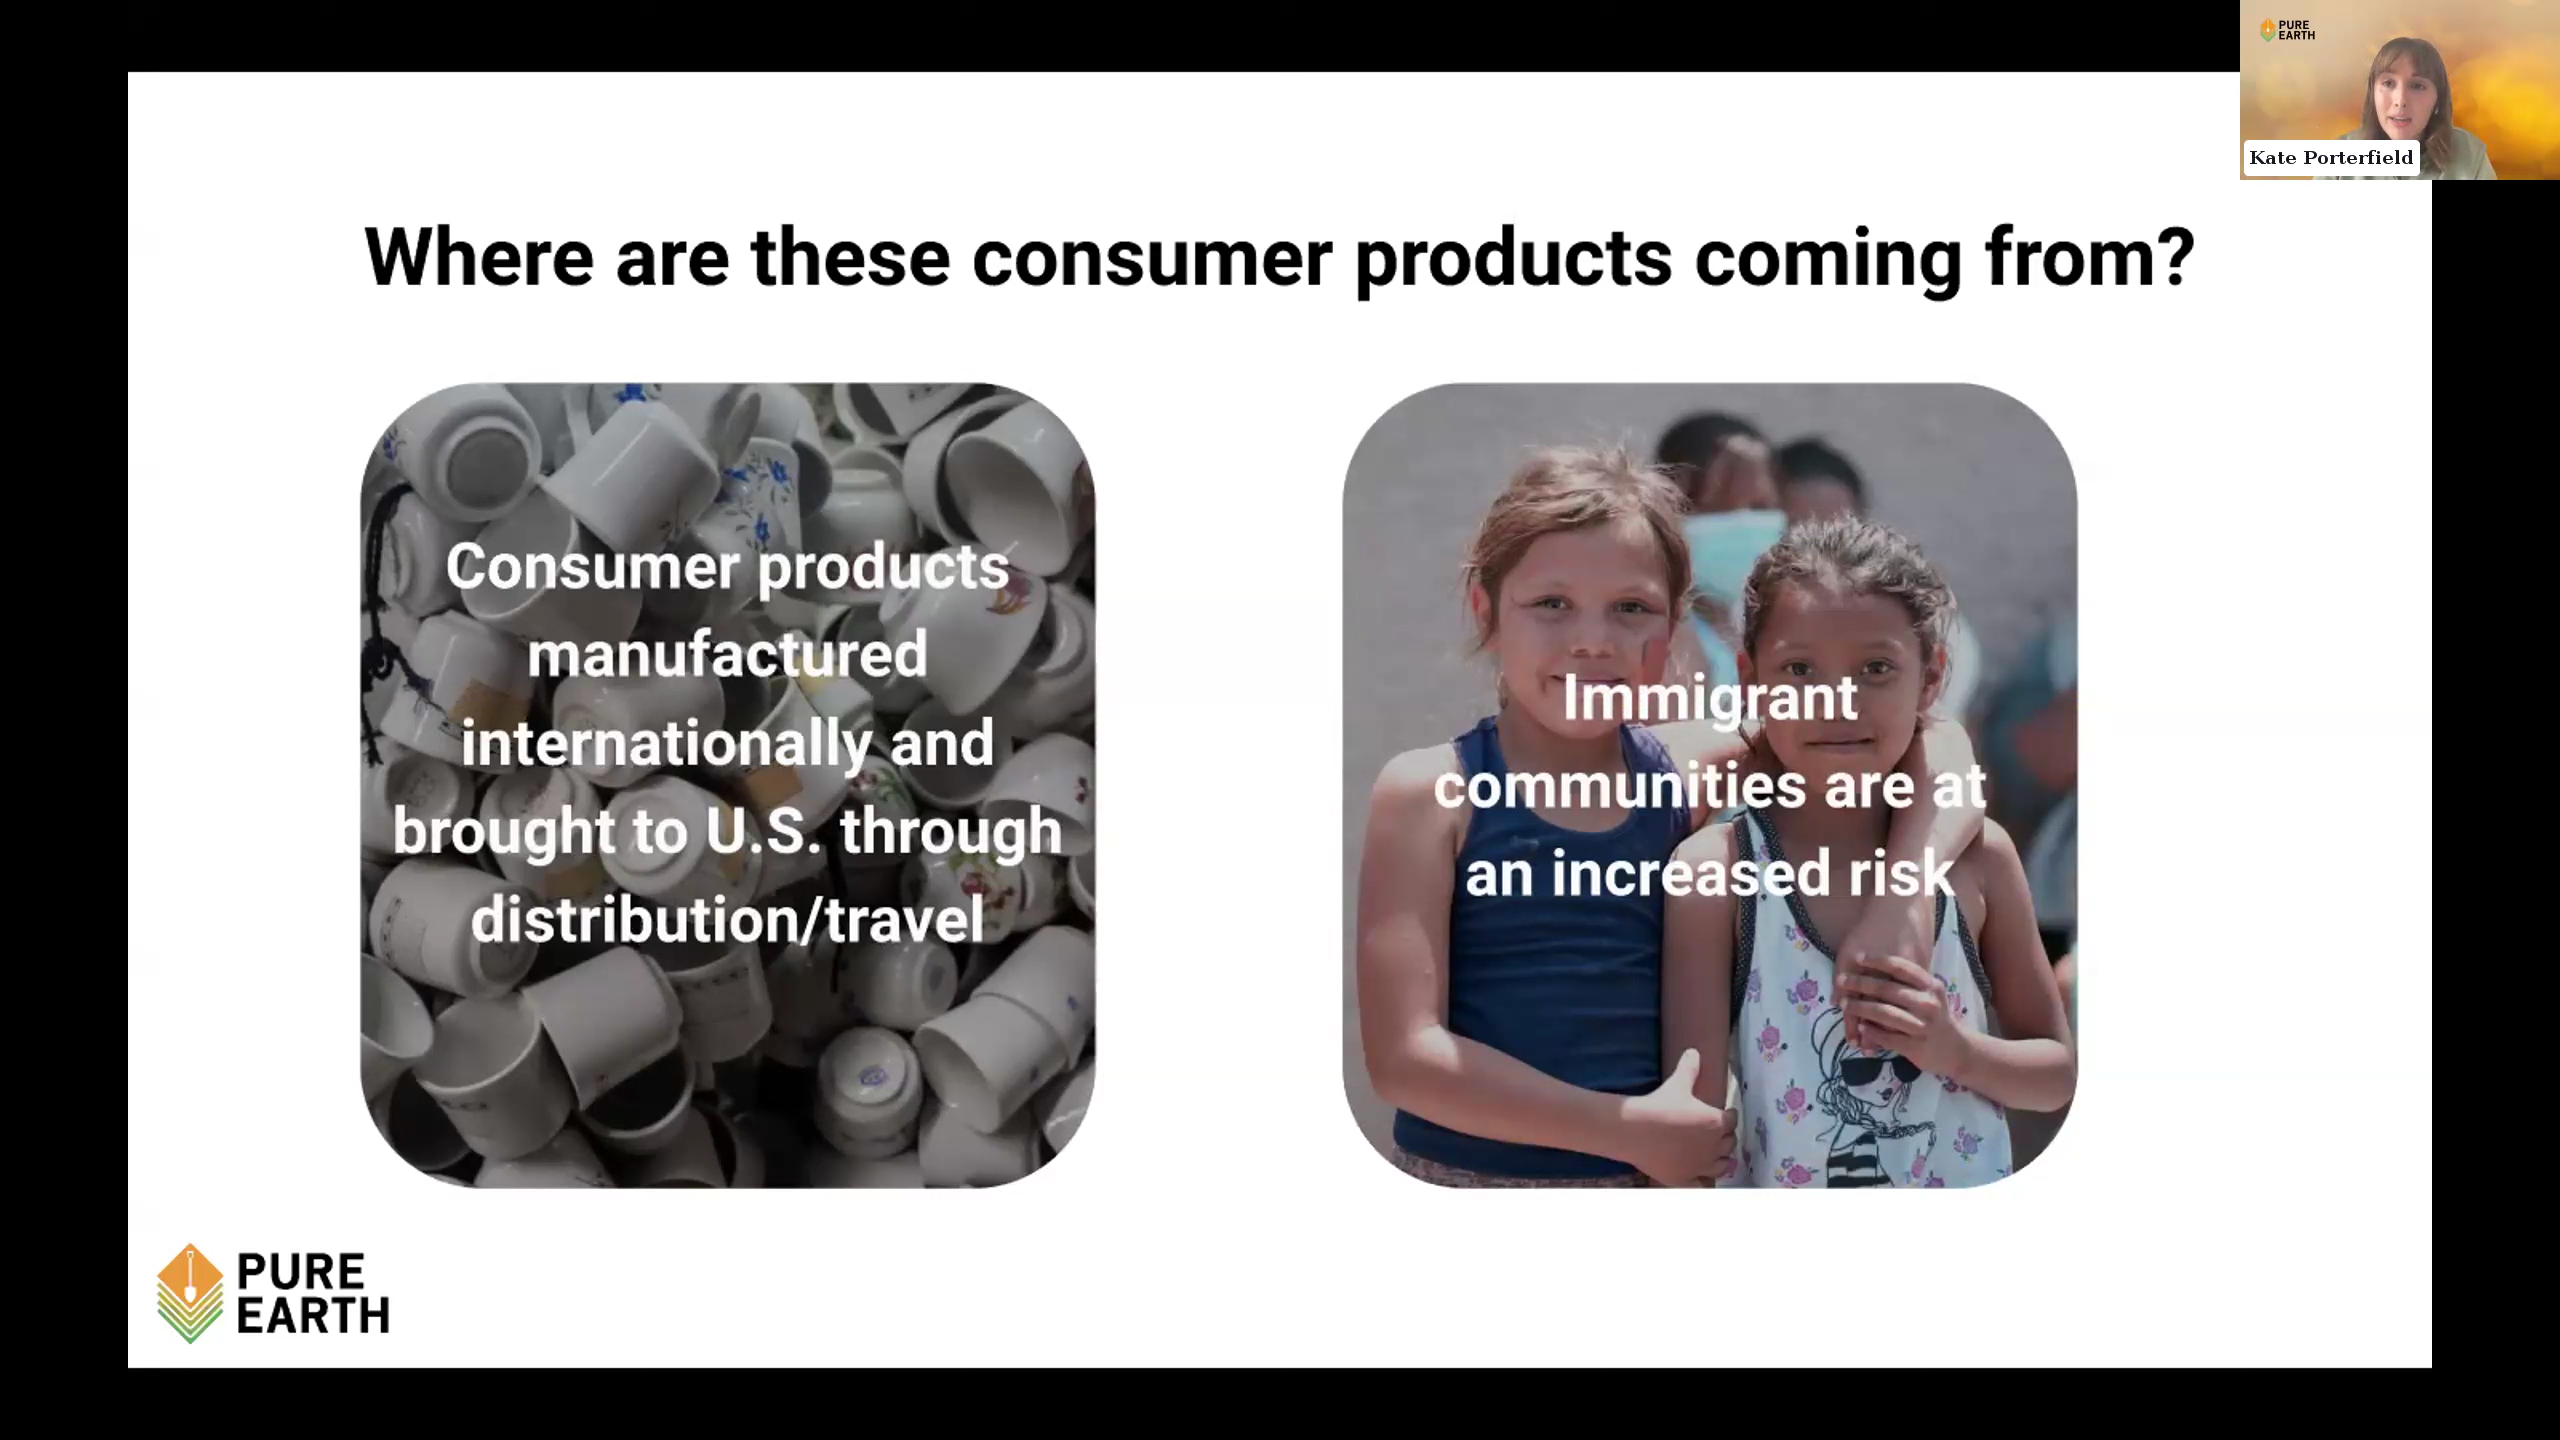 PURE
EARTH
Kate Porterfield
Where are these consumer products coming from?
Consumer products
manufactured
internationally and
brought to U.S. through
distribution/travel
Immigrant
communities are at
an increased risk
PURE
EARTH